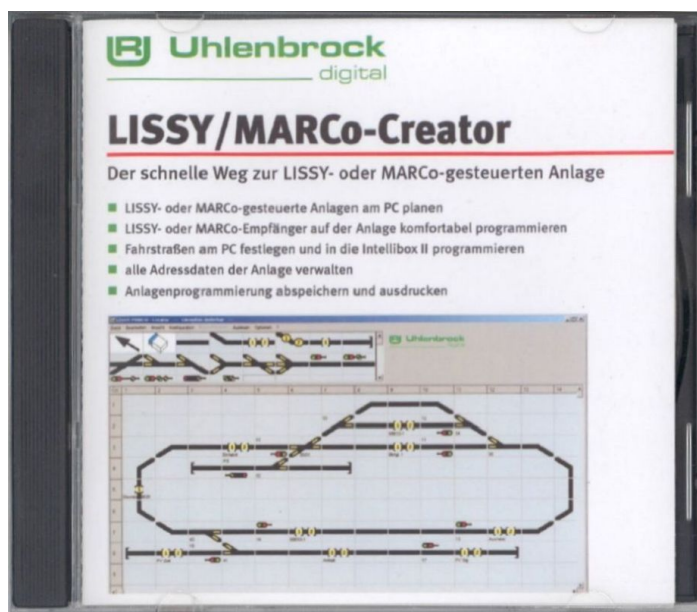 Uhlenbrock
digital
LISSY/MARCo-Creator
Der schnelle Weg zur LISSY- oder MARCo-gesteuerten Anlage
LISSY- oder MARCo-gesteuerte Anlagen am PC planen
LISSY- oder MARCo-Empfänger auf der Anlage komfortabel programmieren
Fahrstraßen am PC festlegen und in die Intellibox II programmieren
alle Adressdaten der Anlage verwalten
Anlagenprogrammierung abspeichern und ausdrucken
Uhlenbrock